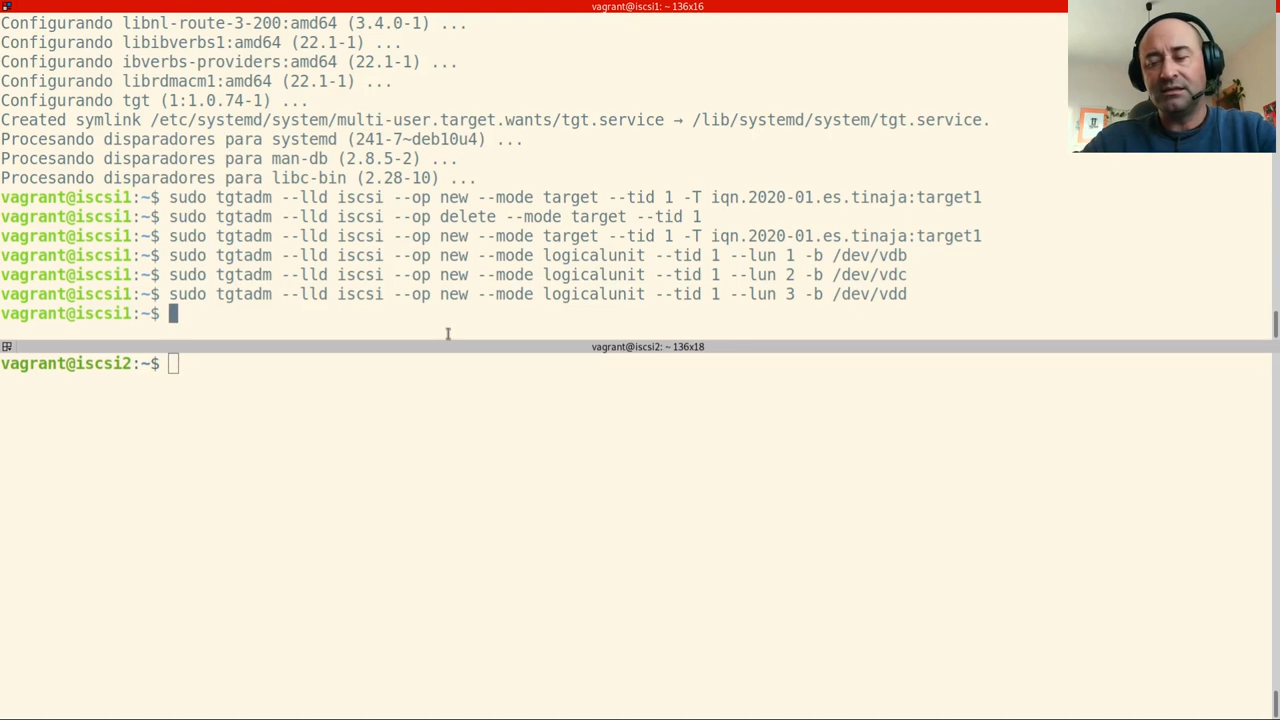 vagrant@iscsi1: ~ 136x16
Configurando libnl-route-3-200:amd64 (3.4.0-1) ...
Configurando libibverbs1:amd64 (22.1-1) ...
Configurando ibverbs-providers:amd64 (22.1-1) ...
Configurando librdmacm1:amd64 (22.1-1) ...
Configurando tgt (1:1.0.74-1) ...
Created symlink /etc/systemd/system/multi-user.target.wants/tgt.service → /lib/systemd/system/tgt.service.
Procesando disparadores para systemd (241-7~deb10u4) ...
Procesando disparadores para man-db (2.8.5-2) ...
Procesando disparadores para libc-bin (2.28-10) ...
vagrant@iscsi1:~$ sudo tgtadm --lld iscsi --op new --mode target --tid 1 -T iqn.2020-01.es.tinaja:target1
vagrant@iscsi1:~$ sudo tgtadm --lld iscsi --op delete --mode target --tid 1
vagrant@iscsi1:~$ sudo tgtadm --lld iscsi --op new --mode target --tid 1 -T iqn.2020-01.es.tinaja:target1
vagrant@iscsi1:~$ sudo tgtadm --lld iscsi --op new --mode logicalunit --tid 1 --lun 1 -b /dev/vdb
vagrant@iscsi1:~$ sudo tgtadm --lld iscsi --op new --mode logicalunit --tid 1 --lun 2 -b /dev/vdc
vagrant@iscsi1:~$ sudo tgtadm --lld iscsi --op new --mode logicalunit --tid 1 --lun 3 -b /dev/vdd
vagrant@iscsi1:~$
vagrant@iscsi2: ~ 136x18
vagrant@iscsi2:~$